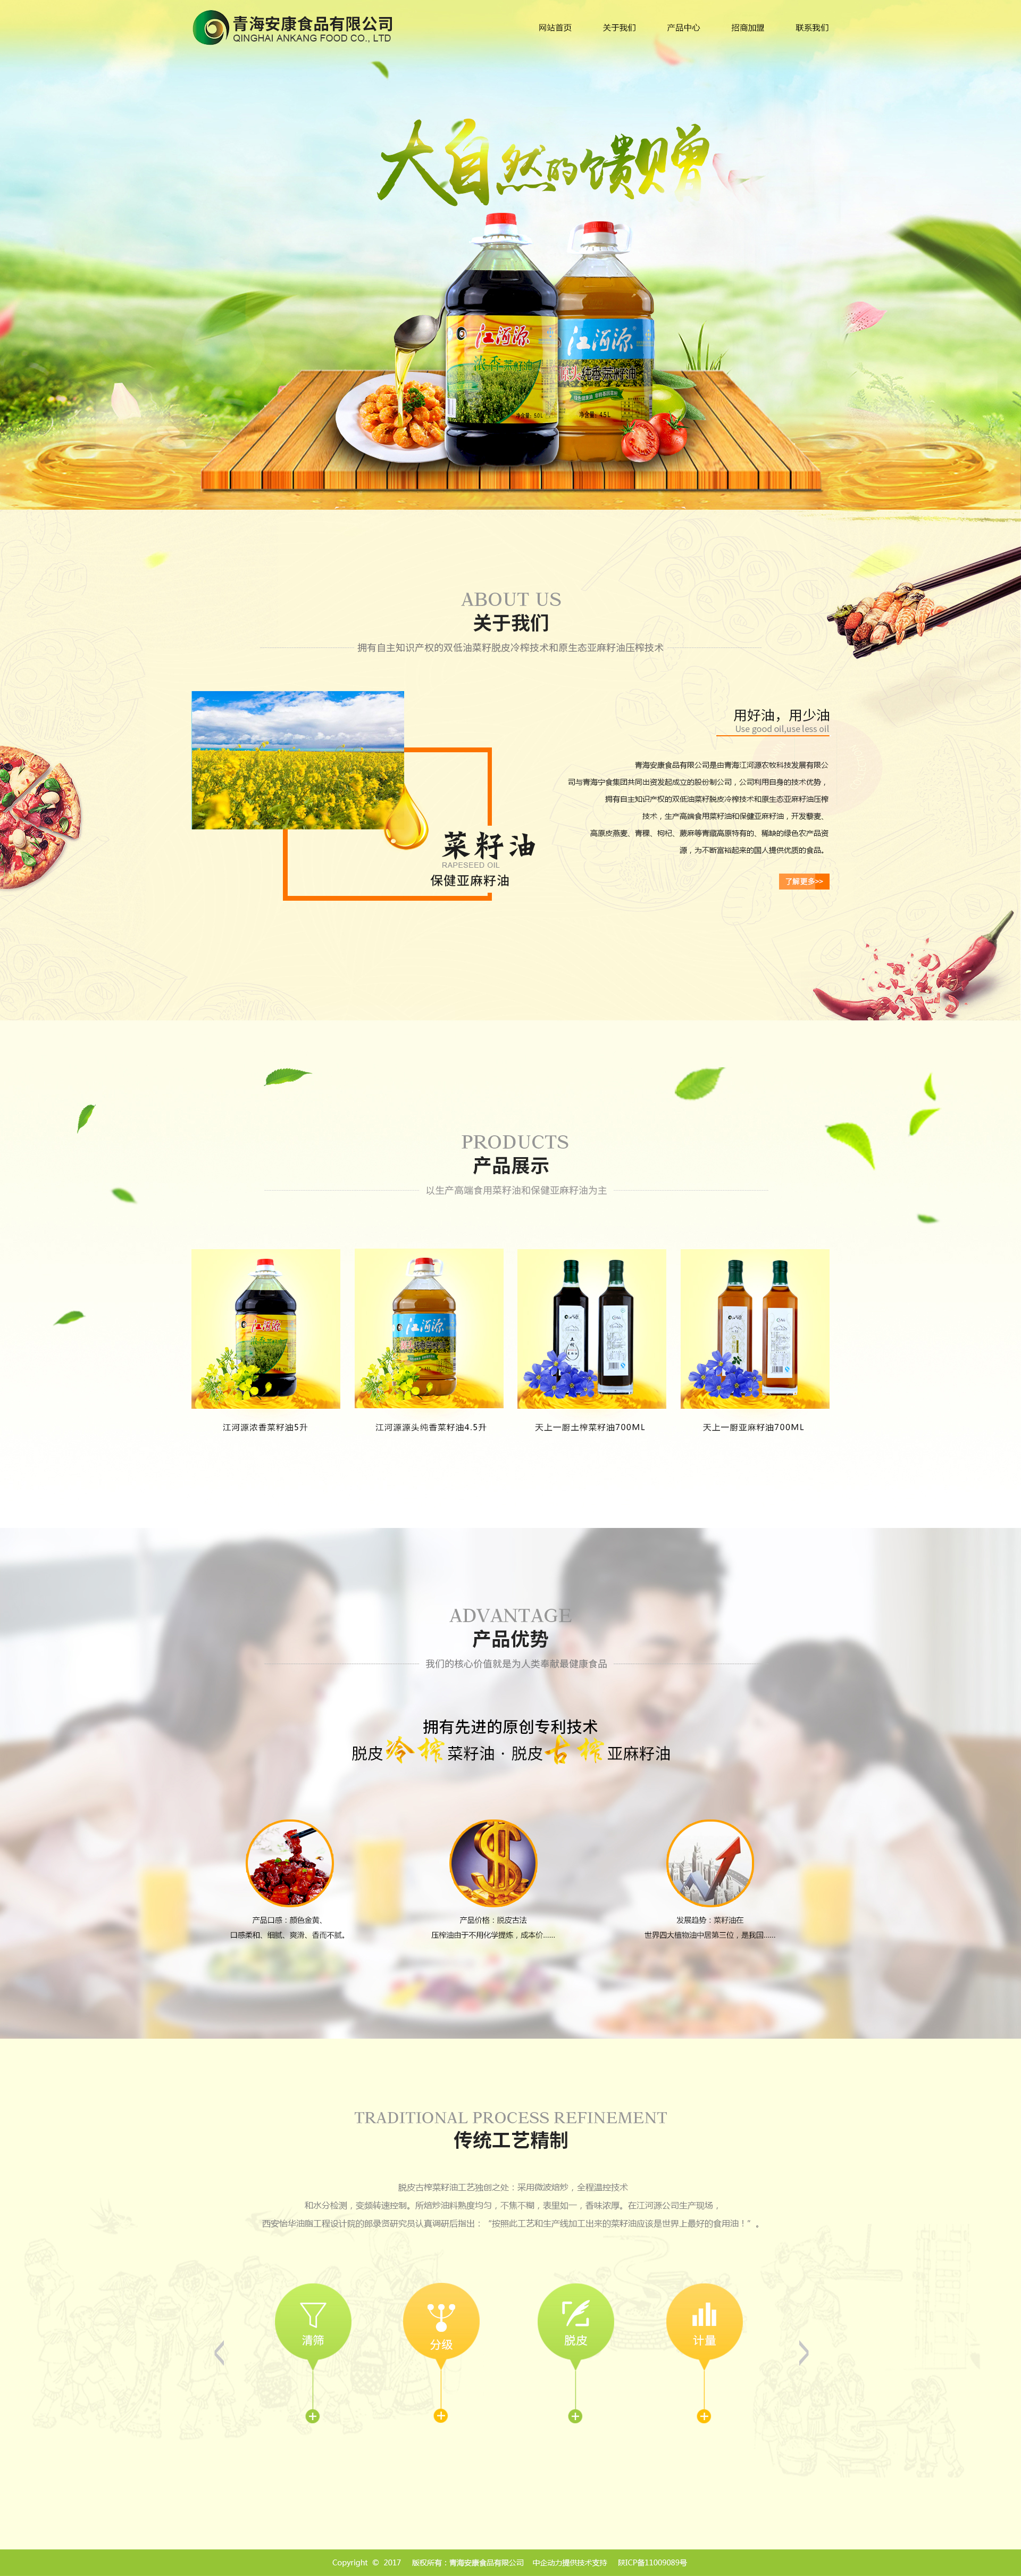 青海安康食品有限公司
QINGHAI ANKANG FOOD CO., LTD
网站首页 关于我们 产品中心 招商加盟 联系我们
大自然的馈赠
江河源
浓香菜籽油
净含量: 5.0L
江河源
源头纯香菜籽油
净含量: 4.5L
ABOUT US
关于我们
拥有自主知识产权的双低油菜籽脱皮冷榨技术和原生态亚麻籽油压榨技术
菜籽油
RAPESEED OIL
保健亚麻籽油
用好油，用少油
Use good oil,use less oil
青海安康食品有限公司是由青海江河源农牧科技发展有限公
司与青海宁食集团共同出资发起成立的股份制公司，公司利用自身的技术优势，
拥有自主知识产权的双低油菜籽脱皮冷榨技术和原生态亚麻籽油压榨
技术，生产高端食用菜籽油和保健亚麻籽油，开发藜麦、
高原皮燕麦、青稞、枸杞、蕨麻等青藏高原特有的、稀缺的绿色农产品资
源，为不断富裕起来的国人提供优质的食品。
了解更多>>
PRODUCTS
产品展示
以生产高端食用菜籽油和保健亚麻籽油为主
江河源
江河源
江河源浓香菜籽油5升
江河源源头纯香菜籽油4.5升
天上一厨土榨菜籽油700ML
天上一厨亚麻籽油700ML
ADVANTAGE
产品优势
我们的核心价值就是为人类奉献最健康食品
拥有先进的原创专利技术
脱皮冷榨菜籽油 · 脱皮古榨亚麻籽油
产品口感：颜色金黄、
口感柔和、细腻、爽滑、香而不腻。
产品价格：脱皮古法
压榨油由于不用化学提炼，成本价......
发展趋势：菜籽油在
世界四大植物油中居第三位，是我国......
TRADITIONAL PROCESS REFINEMENT
传统工艺精制
脱皮古榨菜籽油工艺独创之处：采用微波焙炒，全程温控技术
和水分检测，变频转速控制。所焙炒油料熟度均匀，不焦不糊，表里如一，香味浓厚。在江河源公司生产现场，
西安怡华油脂工程设计院的郎录贤研究员认真调研后指出：“按照此工艺和生产线加工出来的菜籽油应该是世界上最好的食用油！”。
清筛
分级
脱皮
计量
Copyright © 2017 版权所有：青海安康食品有限公司 中企动力提供技术支持 陕ICP备11009089号